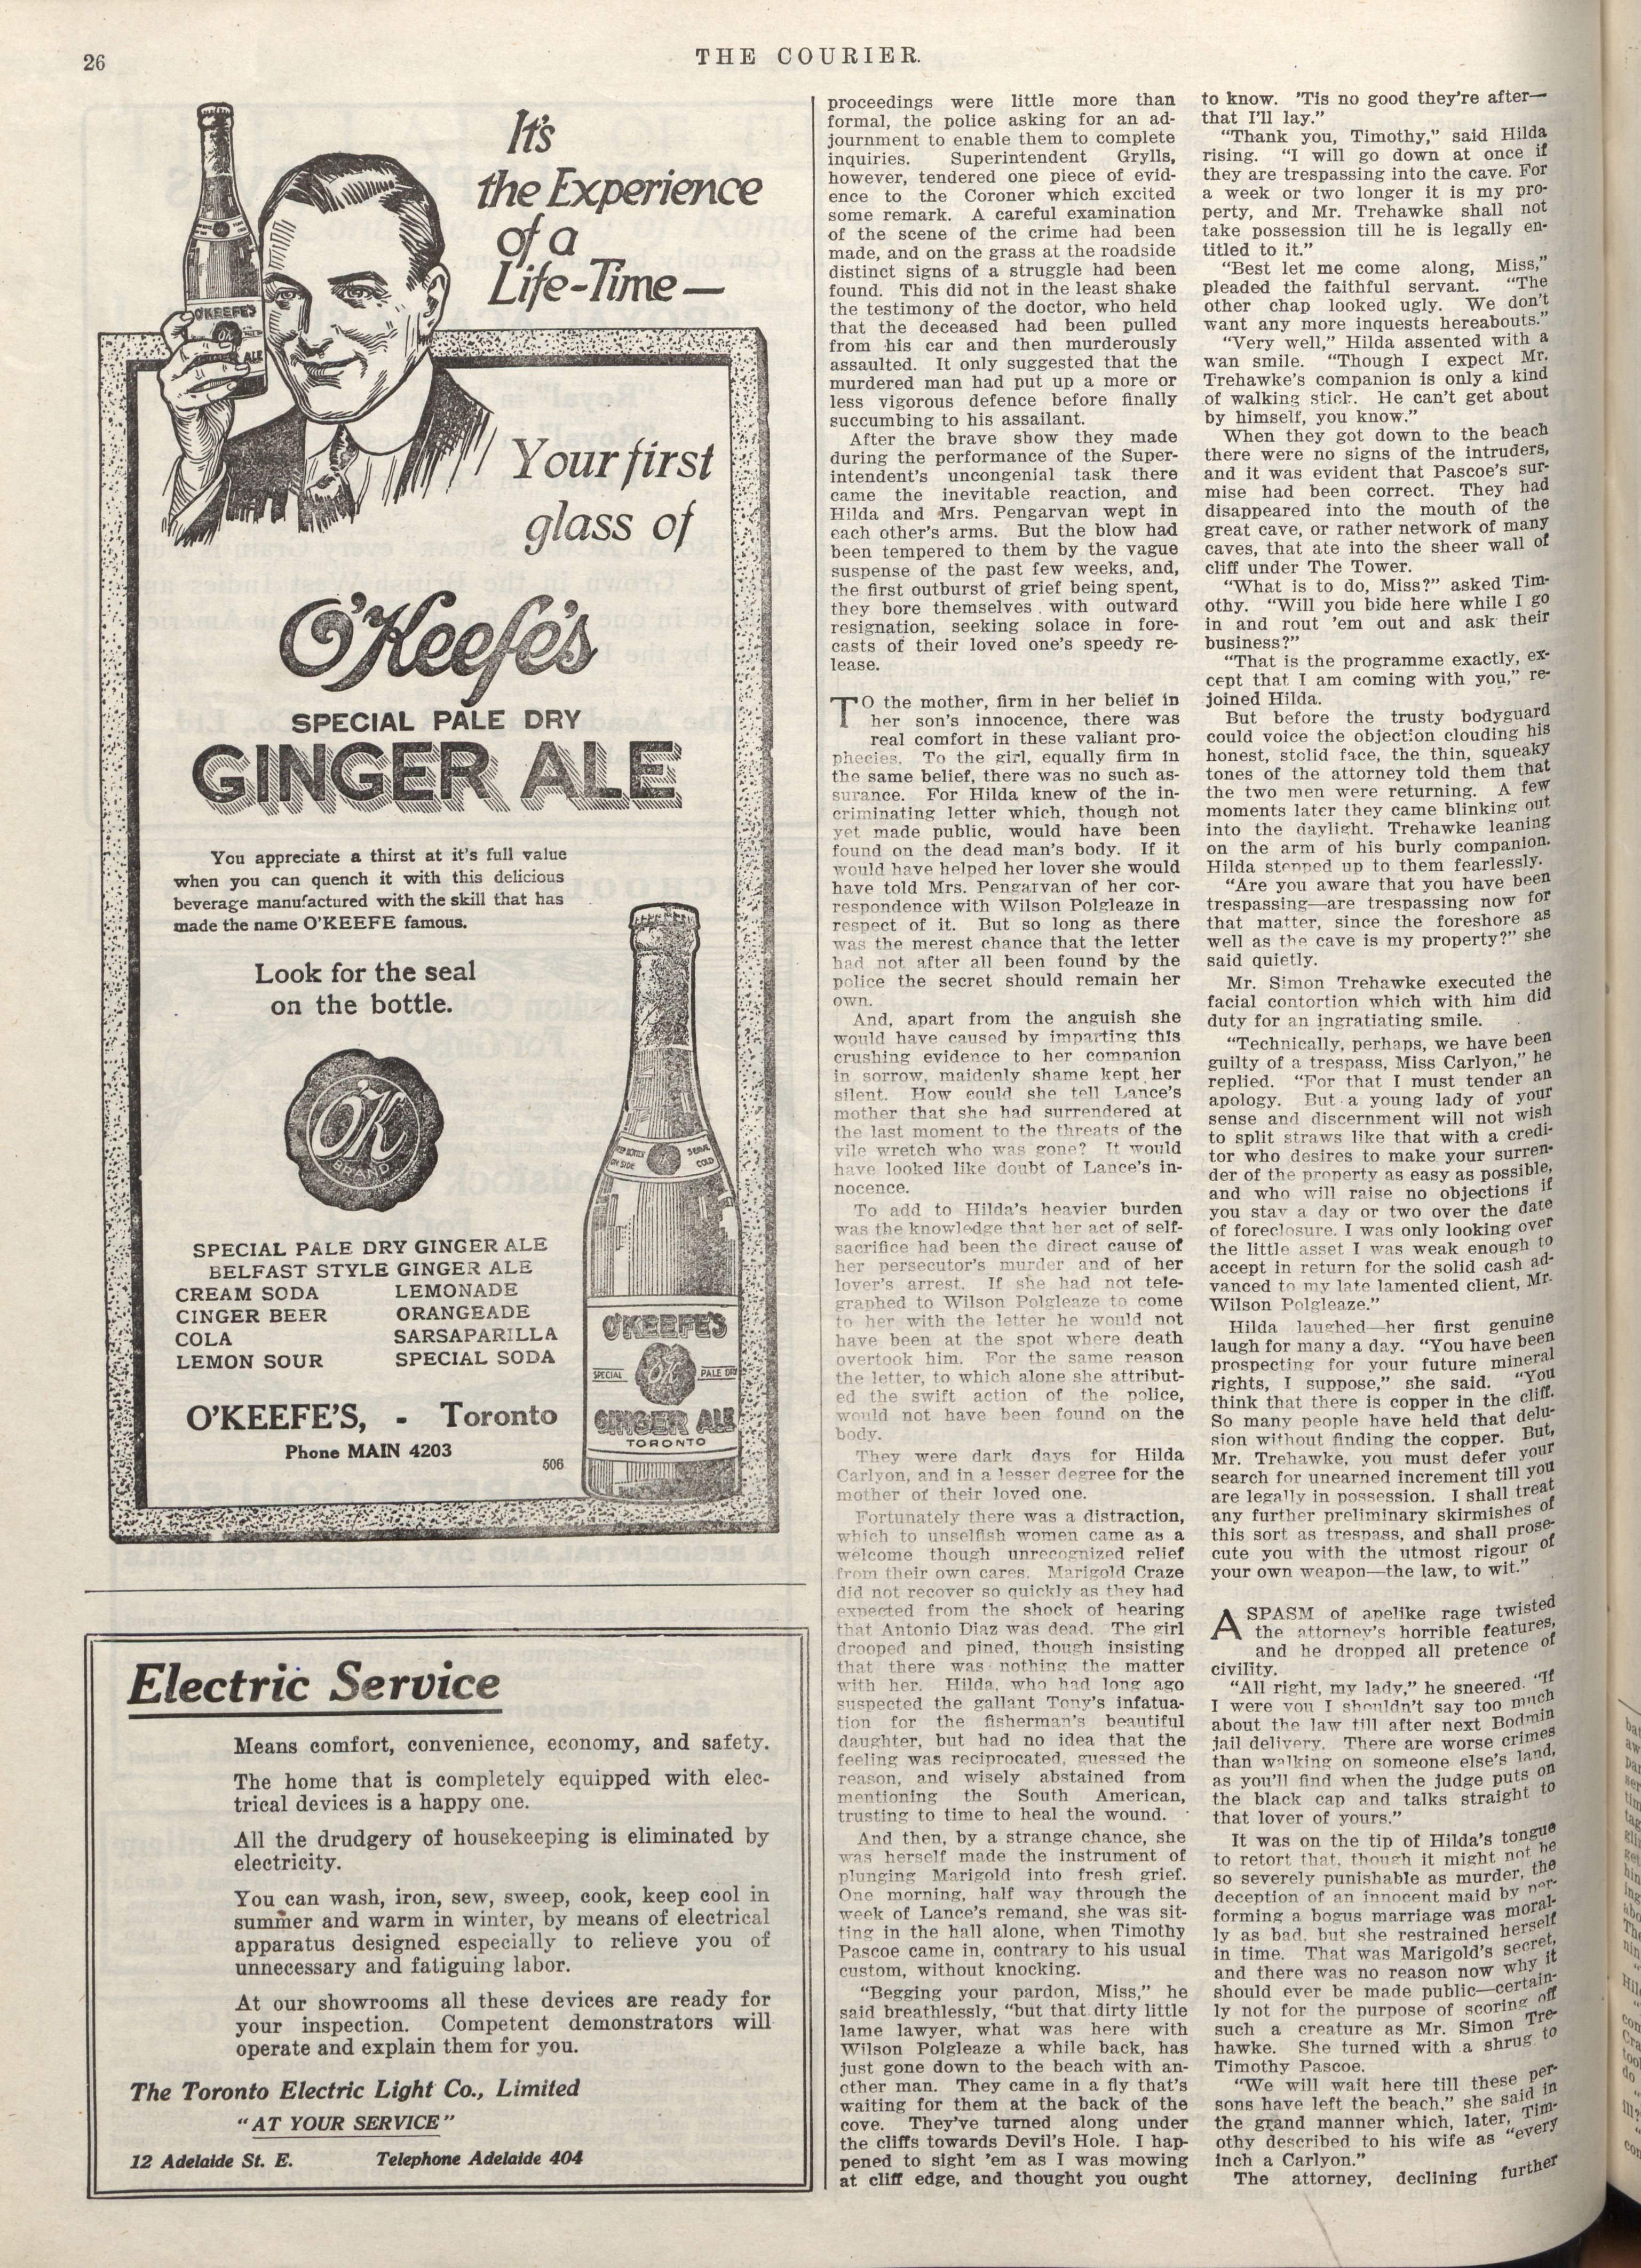 26
THE COURIER.
It's
the Experience
of a
Life-Time—
O'KEEFE'S
ALE
Your first
glass of
O'Keefe's
SPECIAL PALE DRY
GINGER ALE
You appreciate a thirst at it's full value
when you can quench it with this delicious
beverage manufactured with the skill that has
made the name O'KEEFE famous.
Look for the seal
on the bottle.
O'K
BRAND
SERVE
COLD
ON SIDE
SPECIAL PALE DRY GINGER ALE
BELFAST STYLE GINGER ALE
CREAM SODA LEMONADE
GINGER BEER ORANGEADE
COLA SARSAPARILLA
LEMON SOUR SPECIAL SODA
O'KEEFE'S, - Toronto
Phone MAIN 4203
506
O'KEEFE'S
SPECIAL OK PALE DRY
GINGER ALE
TORONTO
Electric Service
Means comfort, convenience, economy, and safety.
The home that is completely equipped with elec-
trical devices is a happy one.
All the drudgery of housekeeping is eliminated by
electricity.
You can wash, iron, sew, sweep, cook, keep cool in
summer and warm in winter, by means of electrical
apparatus designed especially to relieve you of
unnecessary and fatiguing labor.
At our showrooms all these devices are ready for
your inspection. Competent demonstrators will
operate and explain them for you.
The Toronto Electric Light Co., Limited
"AT YOUR SERVICE"
12 Adelaide St. E. Telephone Adelaide 404
proceedings were little more than
formal, the police asking for an ad-
journment to enable them to complete
inquiries. Superintendent Grylls,
however, tendered one piece of evid-
ence to the Coroner which excited
some remark. A careful examination
of the scene of the crime had been
made, and on the grass at the roadside
distinct signs of a struggle had been
found. This did not in the least shake
the testimony of the doctor, who held
that the deceased had been pulled
from his car and then murderously
assaulted. It only suggested that the
murdered man had put up a more or
less vigorous defence before finally
succumbing to his assailant.
After the brave show they made
during the performance of the Super-
intendent's uncongenial task there
came the inevitable reaction, and
Hilda and Mrs. Pengarvan wept in
each other's arms. But the blow had
been tempered to them by the vague
suspense of the past few weeks, and,
the first outburst of grief being spent,
they bore themselves with outward
resignation, seeking solace in fore-
casts of their loved one's speedy re-
lease.
TO the mother, firm in her belief in
her son's innocence, there was
real comfort in these valiant pro-
phecies. To the girl, equally firm in
the same belief, there was no such as-
surance. For Hilda knew of the in-
criminating letter which, though not
yet made public, would have been
found on the dead man's body. If it
would have helped her lover she would
have told Mrs. Pengarvan of her cor-
respondence with Wilson Polgleaze in
respect of it. But so long as there
was the merest chance that the letter
had not after all been found by the
police the secret should remain her
own.
And, apart from the anguish she
would have caused by imparting this
crushing evidence to her companion
in sorrow, maidenly shame kept her
silent. How could she tell Lance's
mother that she had surrendered at
the last moment to the threats of the
vile wretch who was gone? It would
have looked like doubt of Lance's in-
nocence.
To add to Hilda's heavier burden
was the knowledge that her act of self-
sacrifice had been the direct cause of
her persecutor's murder and of her
lover's arrest. If she had not tele-
graphed to Wilson Polgleaze to come
to her with the letter he would not
have been at the spot where death
overtook him. For the same reason
the letter, to which alone she attribut-
ed the swift action of the police,
would not have been found on the
body.
They were dark days for Hilda
Carlyon, and in a lesser degree for the
mother of their loved one.
Fortunately there was a distraction,
which to unselfish women came as a
welcome though unrecognized relief
from their own cares. Marigold Craze
did not recover so quickly as they had
expected from the shock of hearing
that Antonio Diaz was dead. The girl
drooped and pined, though insisting
that there was nothing the matter
with her. Hilda, who had long ago
suspected the gallant Tony's infatua-
tion for the fisherman's beautiful
daughter, but had no idea that the
feeling was reciprocated, guessed the
reason, and wisely abstained from
mentioning the South American,
trusting to time to heal the wound.
And then, by a strange chance, she
was herself made the instrument of
plunging Marigold into fresh grief.
One morning, half way through the
week of Lance's remand, she was sit-
ting in the hall alone, when Timothy
Pascoe came in, contrary to his usual
custom, without knocking.
"Begging your pardon, Miss," he
said breathlessly, "but that dirty little
lame lawyer, what was here with
Wilson Polgleaze a while back, has
just gone down to the beach with an-
other man. They came in a fly that's
waiting for them at the back of the
cove. They've turned along under
the cliffs towards Devil's Hole. I hap-
pened to sight 'em as I was mowing
at cliff edge, and thought you ought
to know. 'Tis no good they're after—
that I'll lay."
"Thank you, Timothy," said Hilda
rising. "I will go down at once if
they are trespassing into the cave. For
a week or two longer it is my pro-
perty, and Mr. Trehawke shall not
take possession till he is legally en-
titled to it."
"Best let me come along, Miss,"
pleaded the faithful servant. "The
other chap looked ugly. We don't
want any more inquests hereabouts."
"Very well," Hilda assented with a
wan smile. "Though I expect Mr.
Trehawke's companion is only a kind
of walking stick. He can't get about
by himself, you know."
When they got down to the beach
there were no signs of the intruders,
and it was evident that Pascoe's sur-
mise had been correct. They had
disappeared into the mouth of the
great cave, or rather network of many
caves, that ate into the sheer wall of
cliff under The Tower.
"What is to do, Miss?" asked Tim-
othy. "Will you bide here while I go
in and rout 'em out and ask their
business?"
"That is the programme exactly, ex-
cept that I am coming with you," re-
joined Hilda.
But before the trusty bodyguard
could voice the objection clouding his
honest, stolid face, the thin, squeaky
tones of the attorney told them that
the two men were returning. A few
moments later they came blinking out
into the daylight. Trehawke leaning
on the arm of his burly companion.
Hilda stepped up to them fearlessly.
"Are you aware that you have been
trespassing—are trespassing now for
that matter, since the foreshore as
well as the cave is my property?" she
said quietly.
Mr. Simon Trehawke executed the
facial contortion which with him did
duty for an ingratiating smile.
"Technically, perhaps, we have been
guilty of a trespass, Miss Carlyon," he
replied. "For that I must tender an
apology. But a young lady of your
sense and discernment will not wish
to split straws like that with a credi-
tor who desires to make your surren-
der of the property as easy as possible,
and who will raise no objections if
you stay a day or two over the date
of foreclosure. I was only looking over
the little asset I was weak enough to
accept in return for the solid cash ad-
vanced to my late lamented client, Mr.
Wilson Polgleaze."
Hilda laughed—her first genuine
laugh for many a day. "You have been
prospecting for your future mineral
rights, I suppose," she said. "You
think that there is copper in the cliff.
So many people have held that delu-
sion without finding the copper. But,
Mr. Trehawke, you must defer your
search for unearned increment till you
are legally in possession. I shall treat
any further preliminary skirmishes of
this sort as trespass, and shall prose-
cute you with the utmost rigour of
your own weapon—the law, to wit."
A SPASM of apelike rage twisted
the attorney's horrible features,
and he dropped all pretence of
civility.
"All right, my lady," he sneered. "If
I were you I shouldn't say too much
about the law till after next Bodmin
jail delivery. There are worse crimes
than walking on someone else's land,
as you'll find when the judge puts on
the black cap and talks straight to
that lover of yours."
It was on the tip of Hilda's tongue
to retort that, though it might not be
so severely punishable as murder, the
deception of an innocent maid by per-
forming a bogus marriage was moral-
ly as bad, but she restrained herself
in time. That was Marigold's secret,
and there was no reason now why it
should ever be made public—certain-
ly not for the purpose of scoring off
such a creature as Mr. Simon Tre-
hawke. She turned with a shrug to
Timothy Pascoe.
"We will wait here till these per-
sons have left the beach," she said in
the grand manner which, later, Tim-
othy described to his wife as "every
inch a Carlyon."
The attorney, declining further